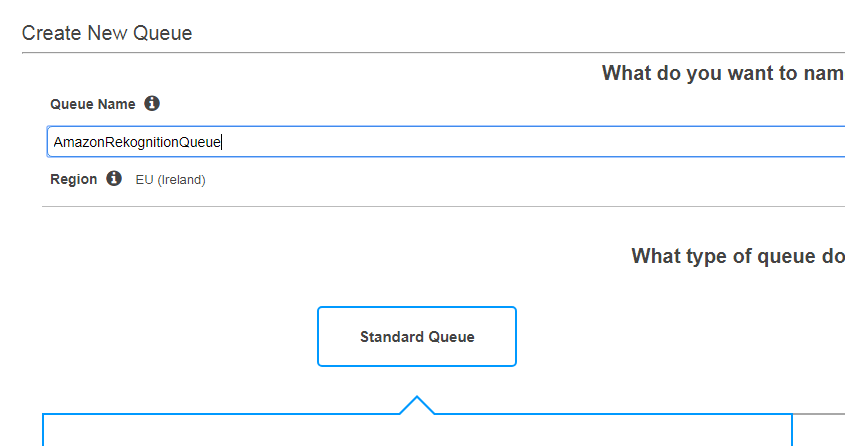 Create New Queue
What do you want to nam
Queue Name
AmazonRekognitionQueue
Region EU (Ireland)
What type of queue do
Standard Queue